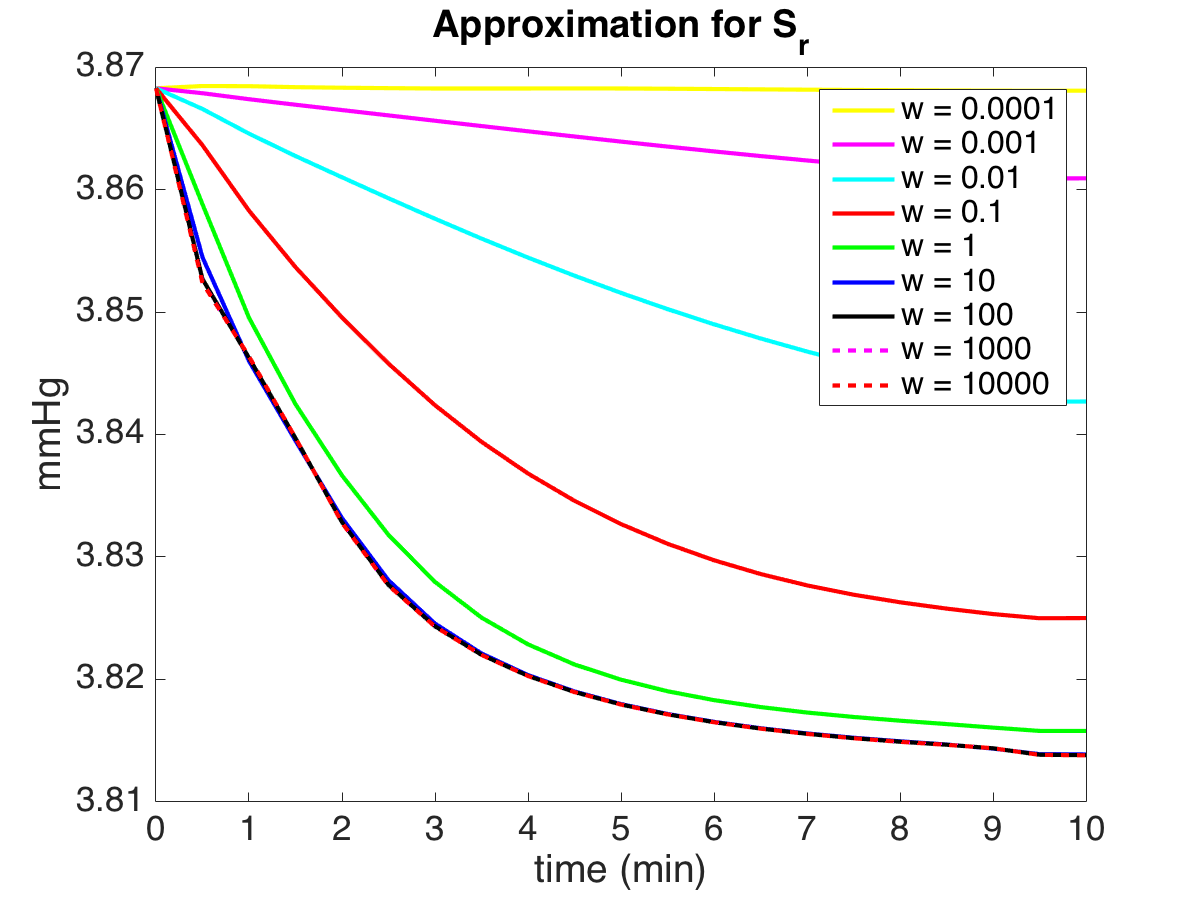 Approximation for S_r
3.87
3.86
3.85
3.84
3.83
3.82
3.81
mmHg
w = 0.0001
w = 0.001
w = 0.01
w = 0.1
w = 1
w = 10
w = 100
w = 1000
w = 10000
0 1 2 3 4 5 6 7 8 9 10
time (min)